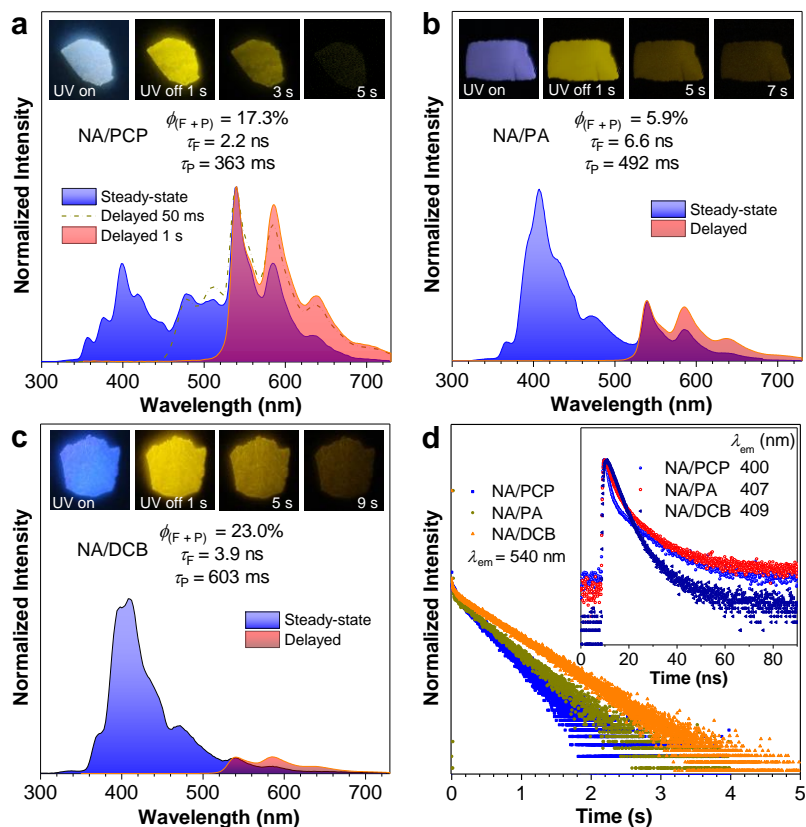 a
UV on
UV off 1 s
3 s
5 s
NA/PCP
ϕ(F + P) = 17.3%
τF = 2.2 ns
τP = 363 ms
Steady-state
Delayed 50 ms
Delayed 1 s
Normalized Intensity
300 400 500 600 700
Wavelength (nm)
b
UV on
UV off 1 s
5 s
7 s
NA/PA
ϕ(F + P) = 5.9%
τF = 6.6 ns
τP = 492 ms
Steady-state
Delayed
Normalized Intensity
300 400 500 600 700
Wavelength (nm)
c
UV on
UV off 1 s
5 s
9 s
NA/DCB
ϕ(F + P) = 23.0%
τF = 3.9 ns
τP = 603 ms
Steady-state
Delayed
Normalized Intensity
300 400 500 600 700
Wavelength (nm)
d
NA/PCP
NA/PA
NA/DCB
λem = 540 nm
λem (nm)
NA/PCP 400
NA/PA 407
NA/DCB 409
0 20 40 60 80
Time (ns)
Normalized Intensity
0 1 2 3 4 5
Time (s)